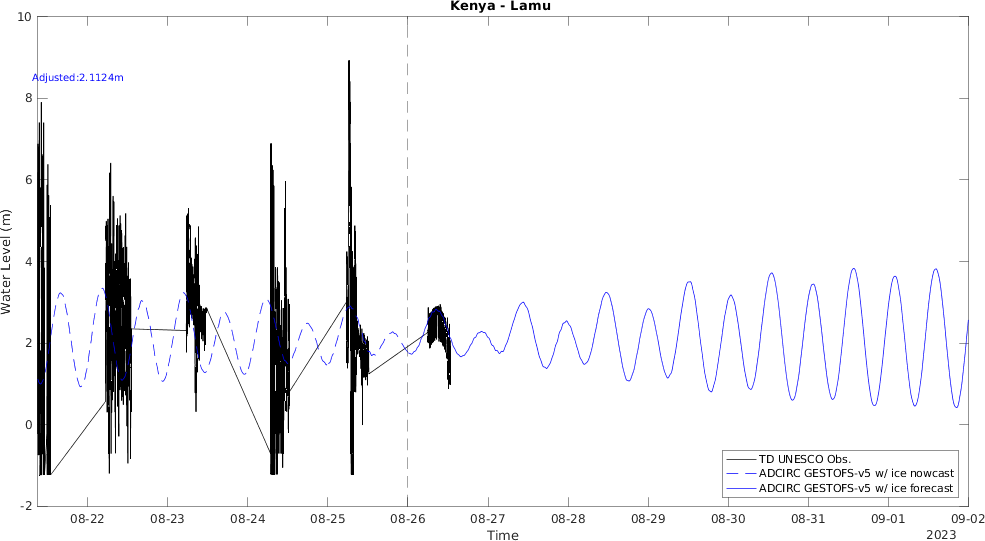 Kenya - Lamu
Adjusted:2.1124m
Water Level (m)
10
8
6
4
2
0
-2
08-22 08-23 08-24 08-25 08-26 08-27 08-28 08-29 08-30 08-31 09-01 09-02
Time
2023
TD UNESCO Obs.
ADCIRC GESTOFS-v5 w/ ice nowcast
ADCIRC GESTOFS-v5 w/ ice forecast